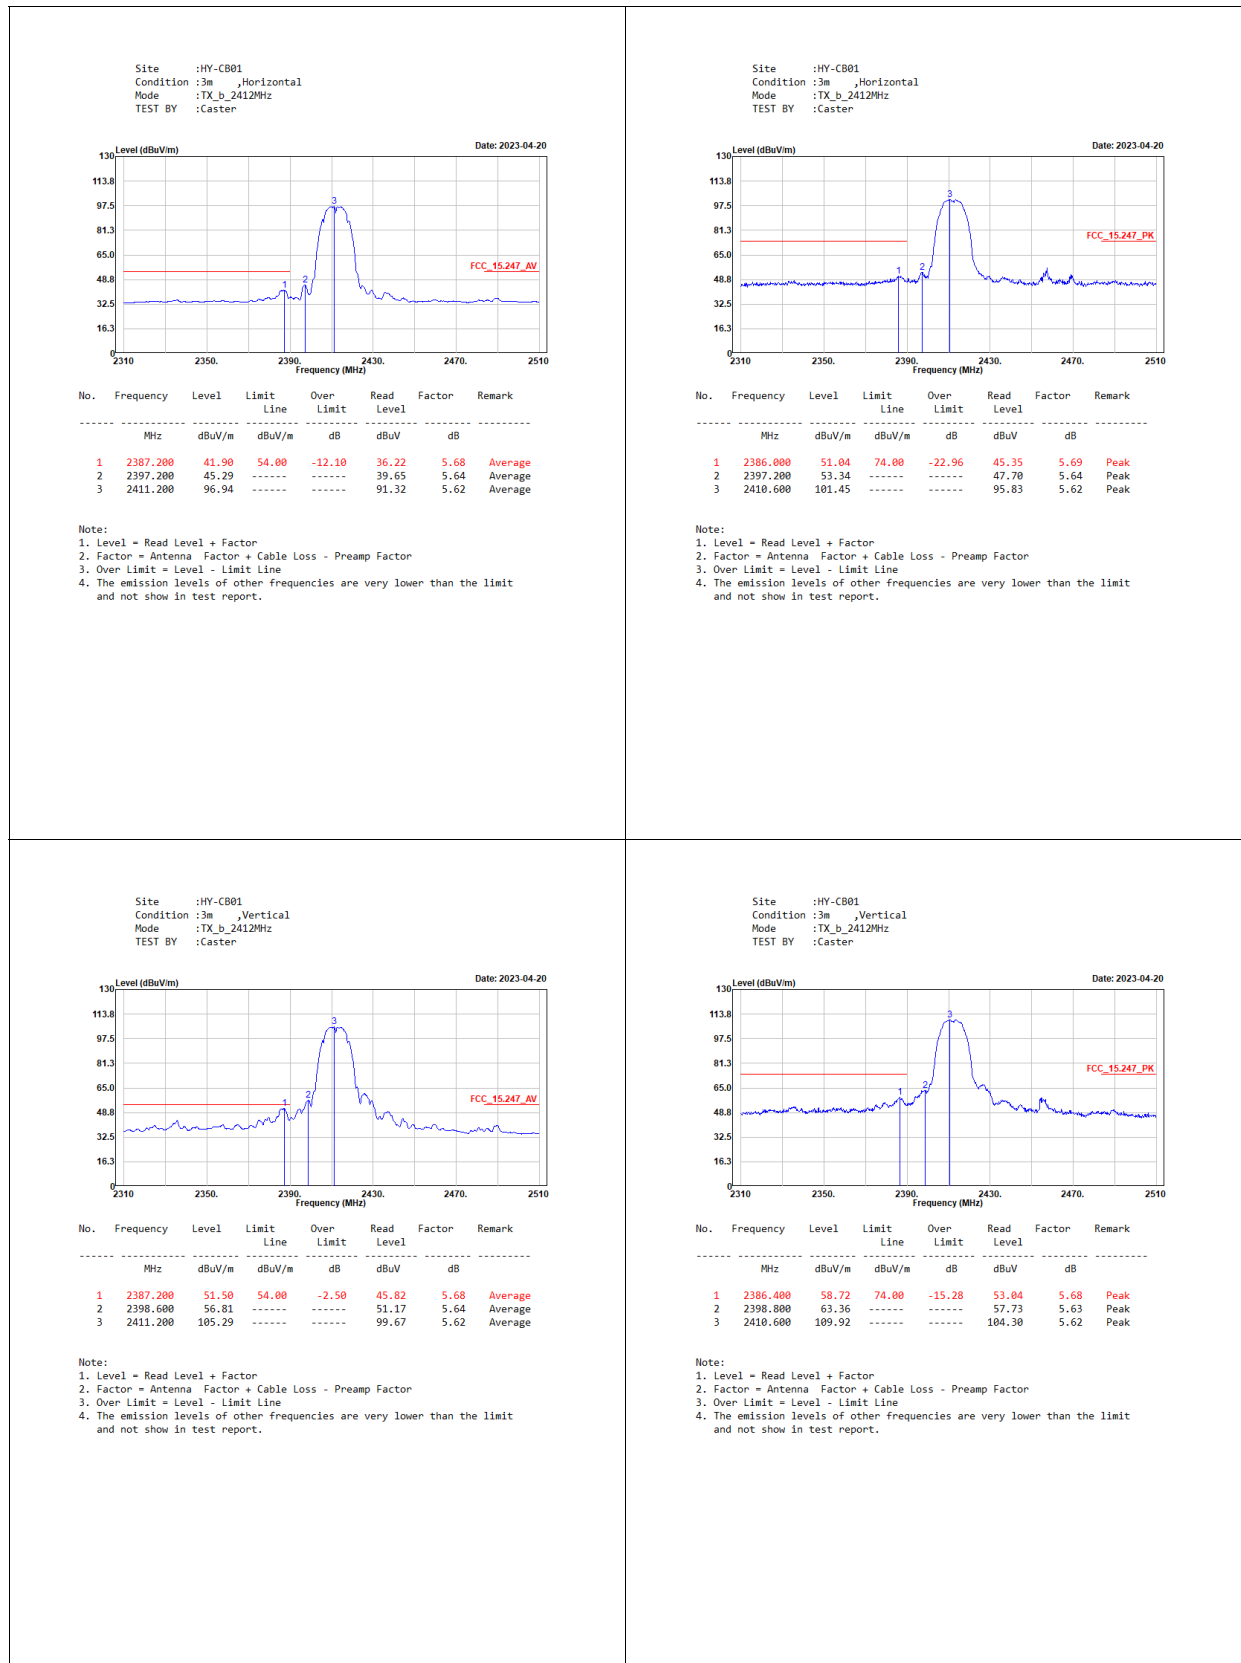 Site      :HY-CB01
Condition :3m    ,Horizontal
Mode      :TX_b_2412MHz
TEST BY   :Caster
Level (dBuV/m) Date: 2023-04-20
130
113.8
97.5
81.3
65.0
48.8
32.5
16.3
0
3
FCC_15.247_AV
1 2
2310 2350. 2390. 2430. 2470. 2510
Frequency (MHz)
No. Frequency Level Limit Over Read Factor Remark
Line Limit Level
------ ----------- -------- -------- -------- -------- -------- ---------
MHz dBuV/m dBuV/m dB dBuV dB
1 2387.200 41.90 54.00 -12.10 36.22 5.68 Average
2 2397.200 45.29 ------ ------ 39.65 5.64 Average
3 2411.200 96.94 ------ ------ 91.32 5.62 Average
Note:
1. Level = Read Level + Factor
2. Factor = Antenna  Factor + Cable Loss - Preamp Factor
3. Over Limit = Level - Limit Line
4. The emission levels of other frequencies are very lower than the limit
and not show in test report.
Site      :HY-CB01
Condition :3m    ,Horizontal
Mode      :TX_b_2412MHz
TEST BY   :Caster
Level (dBuV/m) Date: 2023-04-20
130
113.8
97.5
81.3
65.0
48.8
32.5
16.3
0
3
FCC_15.247_PK
1 2
2310 2350. 2390. 2430. 2470. 2510
Frequency (MHz)
No. Frequency Level Limit Over Read Factor Remark
Line Limit Level
------ ----------- -------- -------- -------- -------- -------- ---------
MHz dBuV/m dBuV/m dB dBuV dB
1 2386.000 51.04 74.00 -22.96 45.35 5.69 Peak
2 2397.200 53.34 ------ ------ 47.70 5.64 Peak
3 2410.600 101.45 ------ ------ 95.83 5.62 Peak
Note:
1. Level = Read Level + Factor
2. Factor = Antenna  Factor + Cable Loss - Preamp Factor
3. Over Limit = Level - Limit Line
4. The emission levels of other frequencies are very lower than the limit
and not show in test report.
Site      :HY-CB01
Condition :3m    ,Vertical
Mode      :TX_b_2412MHz
TEST BY   :Caster
Level (dBuV/m) Date: 2023-04-20
130
113.8
97.5
81.3
65.0
48.8
32.5
16.3
0
3
FCC_15.247_AV
1 2
2310 2350. 2390. 2430. 2470. 2510
Frequency (MHz)
No. Frequency Level Limit Over Read Factor Remark
Line Limit Level
------ ----------- -------- -------- -------- -------- -------- ---------
MHz dBuV/m dBuV/m dB dBuV dB
1 2387.200 51.50 54.00 -2.50 45.82 5.68 Average
2 2398.600 56.81 ------ ------ 51.17 5.64 Average
3 2411.200 105.29 ------ ------ 99.67 5.62 Average
Note:
1. Level = Read Level + Factor
2. Factor = Antenna  Factor + Cable Loss - Preamp Factor
3. Over Limit = Level - Limit Line
4. The emission levels of other frequencies are very lower than the limit
and not show in test report.
Site      :HY-CB01
Condition :3m    ,Vertical
Mode      :TX_b_2412MHz
TEST BY   :Caster
Level (dBuV/m) Date: 2023-04-20
130
113.8
97.5
81.3
65.0
48.8
32.5
16.3
0
3
FCC_15.247_PK
1 2
2310 2350. 2390. 2430. 2470. 2510
Frequency (MHz)
No. Frequency Level Limit Over Read Factor Remark
Line Limit Level
------ ----------- -------- -------- -------- -------- -------- ---------
MHz dBuV/m dBuV/m dB dBuV dB
1 2386.400 58.72 74.00 -15.28 53.04 5.68 Peak
2 2398.800 63.36 ------ ------ 57.73 5.63 Peak
3 2410.600 109.92 ------ ------ 104.30 5.62 Peak
Note:
1. Level = Read Level + Factor
2. Factor = Antenna  Factor + Cable Loss - Preamp Factor
3. Over Limit = Level - Limit Line
4. The emission levels of other frequencies are very lower than the limit
and not show in test report.